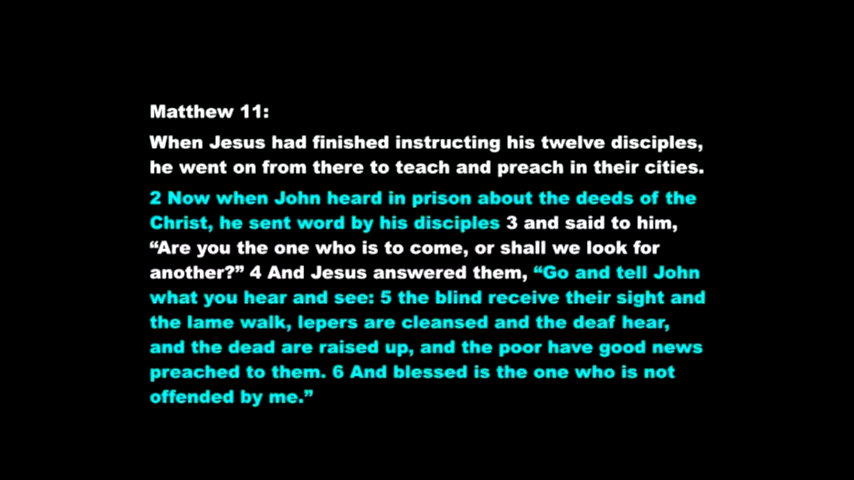 Matthew 11:
When Jesus had finished instructing his twelve disciples,
he went on from there to teach and preach in their cities.
2 Now when John heard in prison about the deeds of the
Christ, he sent word by his disciples 3 and said to him,
“Are you the one who is to come, or shall we look for
another?” 4 And Jesus answered them, “Go and tell John
what you hear and see: 5 the blind receive their sight and
the lame walk, lepers are cleansed and the deaf hear,
and the dead are raised up, and the poor have good news
preached to them. 6 And blessed is the one who is not
offended by me.”